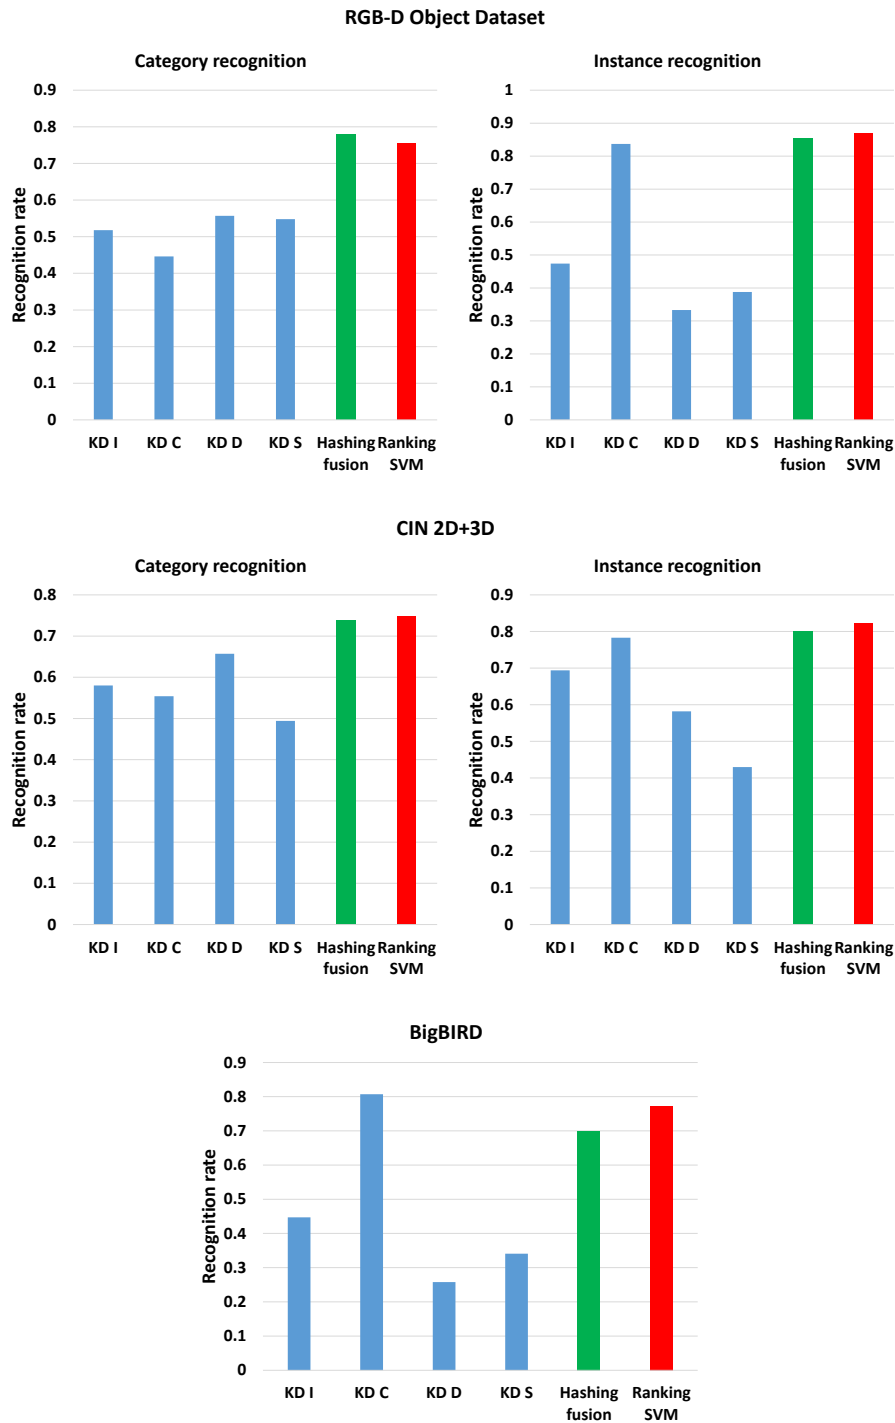 RGB-D Object Dataset
Category recognition
Recognition rate
0.9
0.8
0.7
0.6
0.5
0.4
0.3
0.2
0.1
0
KD I KD C KD D KD S Hashing Ranking
fusion SVM
Instance recognition
Recognition rate
1
0.9
0.8
0.7
0.6
0.5
0.4
0.3
0.2
0.1
0
KD I KD C KD D KD S Hashing Ranking
fusion SVM
CIN 2D+3D
Category recognition
Recognition rate
0.8
0.7
0.6
0.5
0.4
0.3
0.2
0.1
0
KD I KD C KD D KD S Hashing Ranking
fusion SVM
Instance recognition
Recognition rate
0.9
0.8
0.7
0.6
0.5
0.4
0.3
0.2
0.1
0
KD I KD C KD D KD S Hashing Ranking
fusion SVM
BigBIRD
Recognition rate
0.9
0.8
0.7
0.6
0.5
0.4
0.3
0.2
0.1
0
KD I KD C KD D KD S Hashing Ranking
fusion SVM